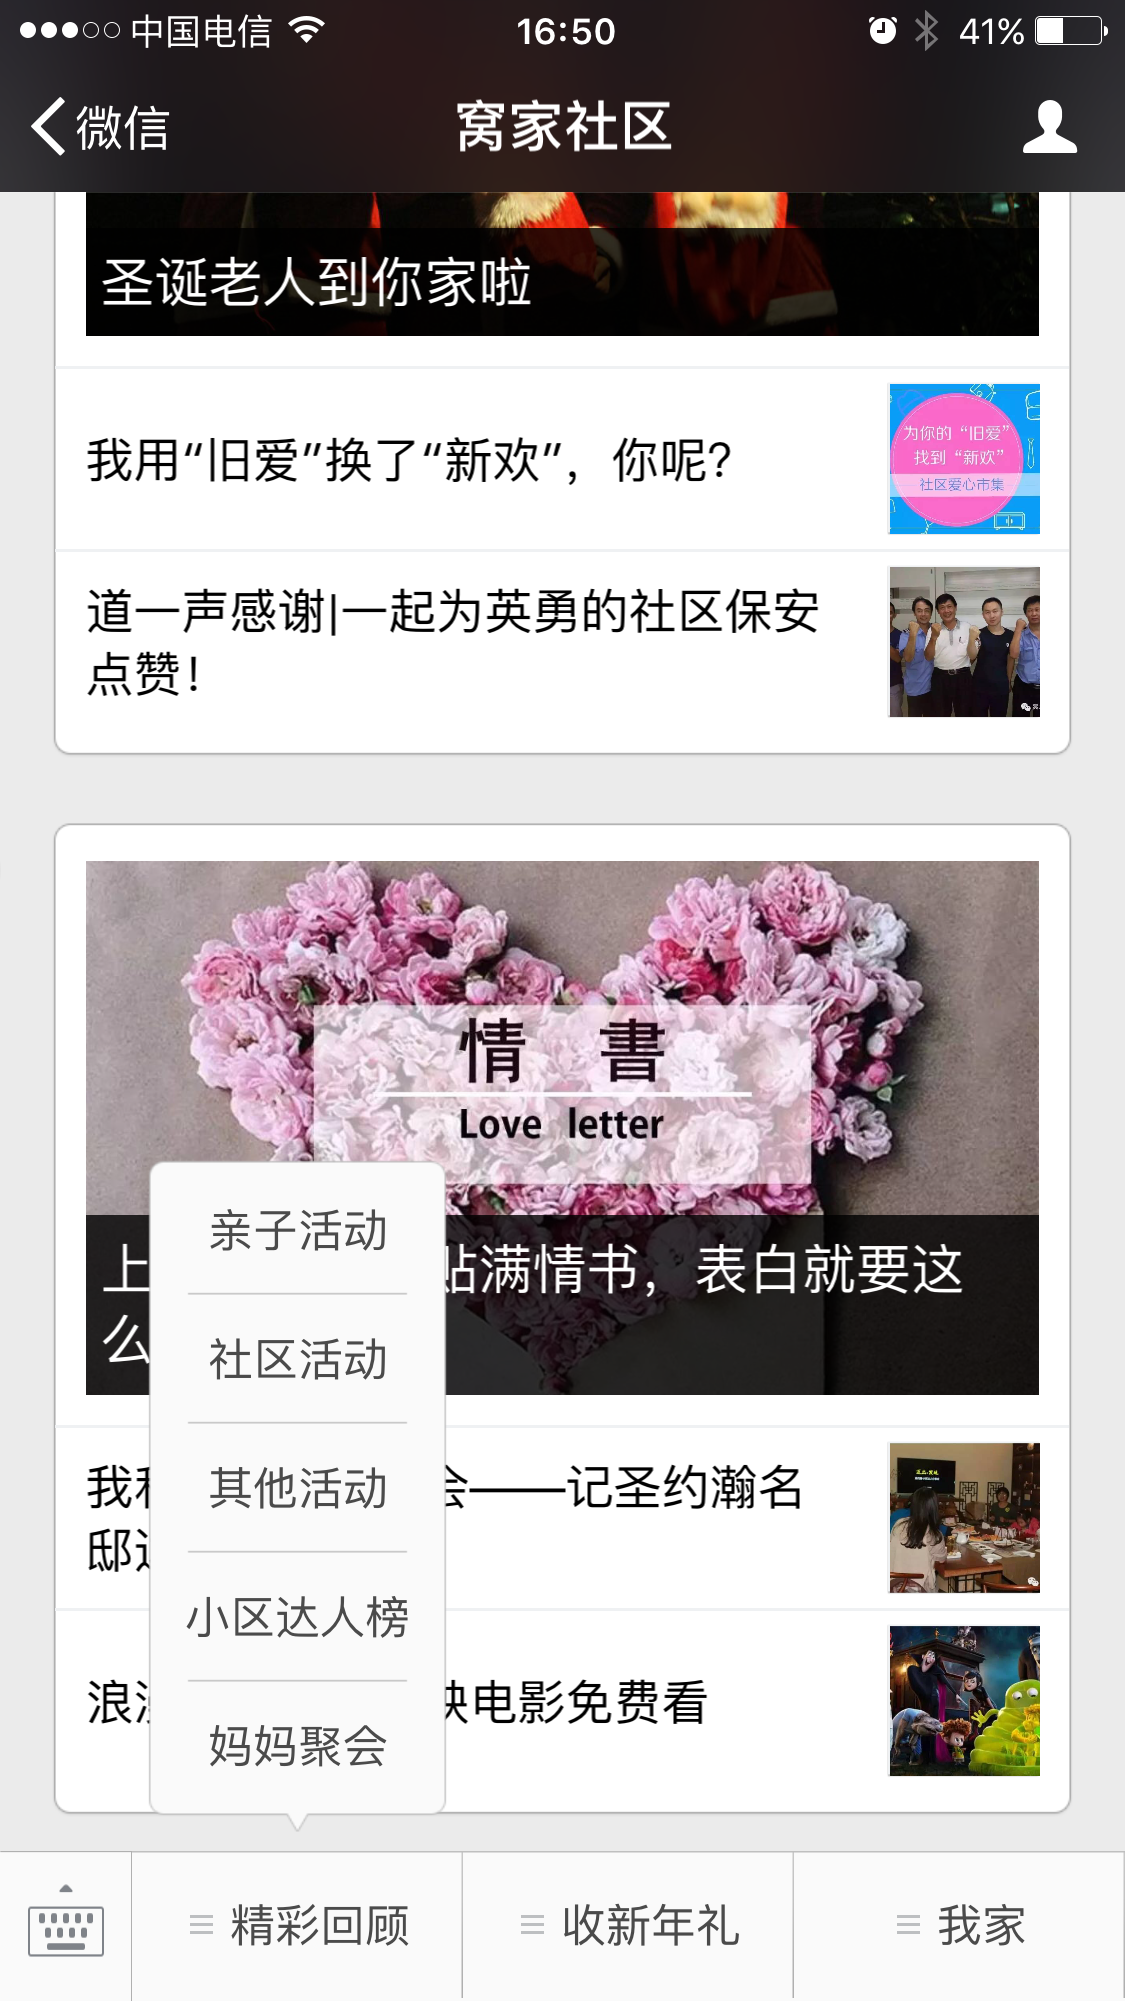 中国电信 16:50 41%
微信 窝家社区
圣诞老人到你家啦
我用“旧爱”换了“新欢”，你呢？
为你的“旧爱”
找到“新欢”
社区爱心市集
道一声感谢|一起为英勇的社区保安
点赞！
情 書
Love letter
上 贴满情书，表白就要这
么
我 会——记圣约瀚名
邸
浪 映电影免费看
亲子活动
社区活动
其他活动
小区达人榜
妈妈聚会
精彩回顾 收新年礼 我家